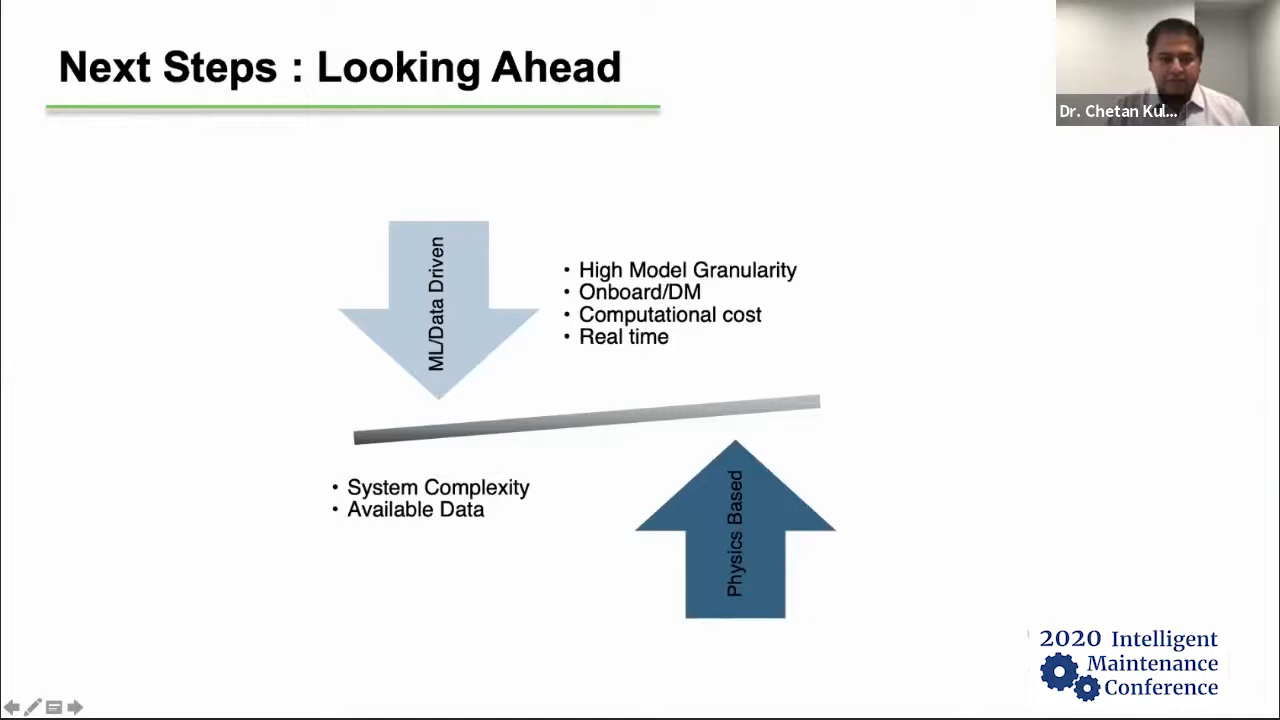 Next Steps : Looking Ahead
Dr. Chetan Kul...
ML/Data Driven
• High Model Granularity
• Onboard/DM
• Computational cost
• Real time
• System Complexity
• Available Data
Physics Based
2020 Intelligent
Maintenance
Conference